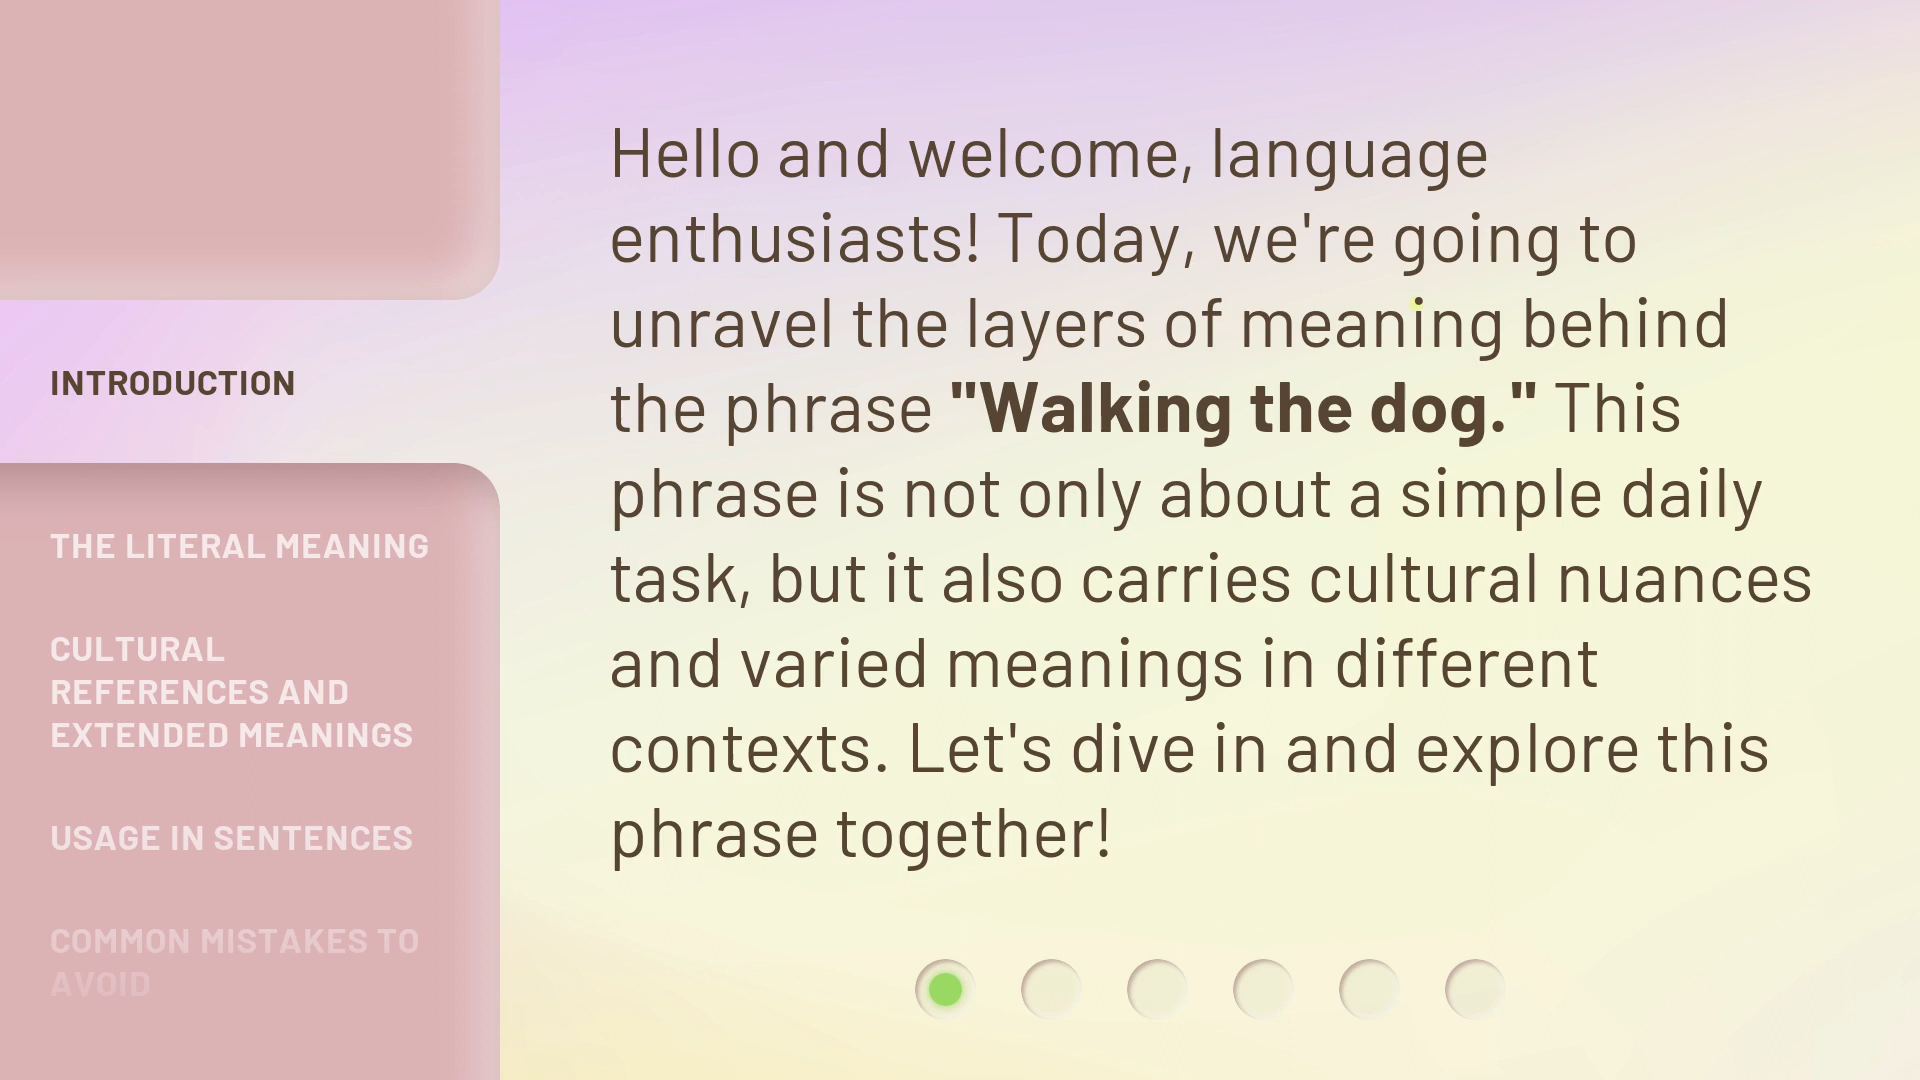 INTRODUCTION
THE LITERAL MEANING
CULTURAL
REFERENCES AND
EXTENDED MEANINGS
USAGE IN SENTENCES
COMMON MISTAKES TO
AVOID
Hello and welcome, language
enthusiasts! Today, we're going to
unravel the layers of meaning behind
the phrase "Walking the dog." This
phrase is not only about a simple daily
task, but it also carries cultural nuances
and varied meanings in different
contexts. Let's dive in and explore this
phrase together!